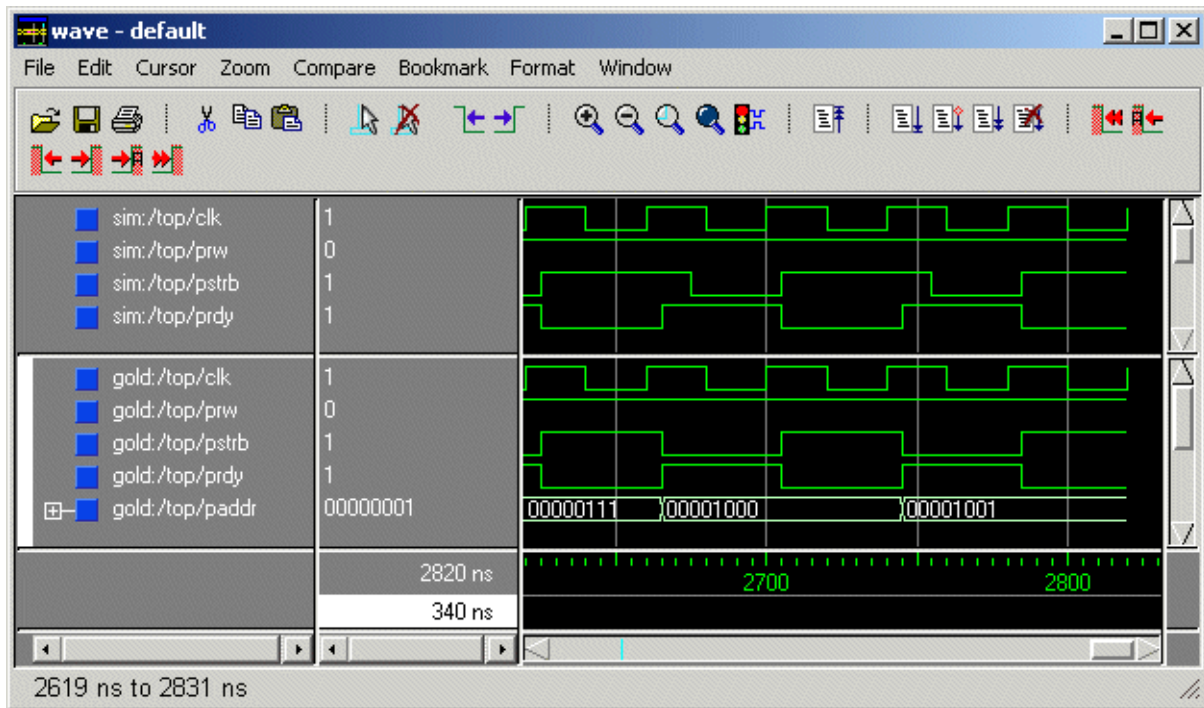 wave - default
File Edit Cursor Zoom Compare Bookmark Format Window
sim:/top/clk 1
sim:/top/prw 0
sim:/top/pstrb 1
sim:/top/prdy 1
gold:/top/clk 1
gold:/top/prw 0
gold:/top/pstrb 1
gold:/top/prdy 1
gold:/top/paddr 00000001 00000111 00001000 00001001
2820 ns 2700 2800
340 ns
2619 ns to 2831 ns